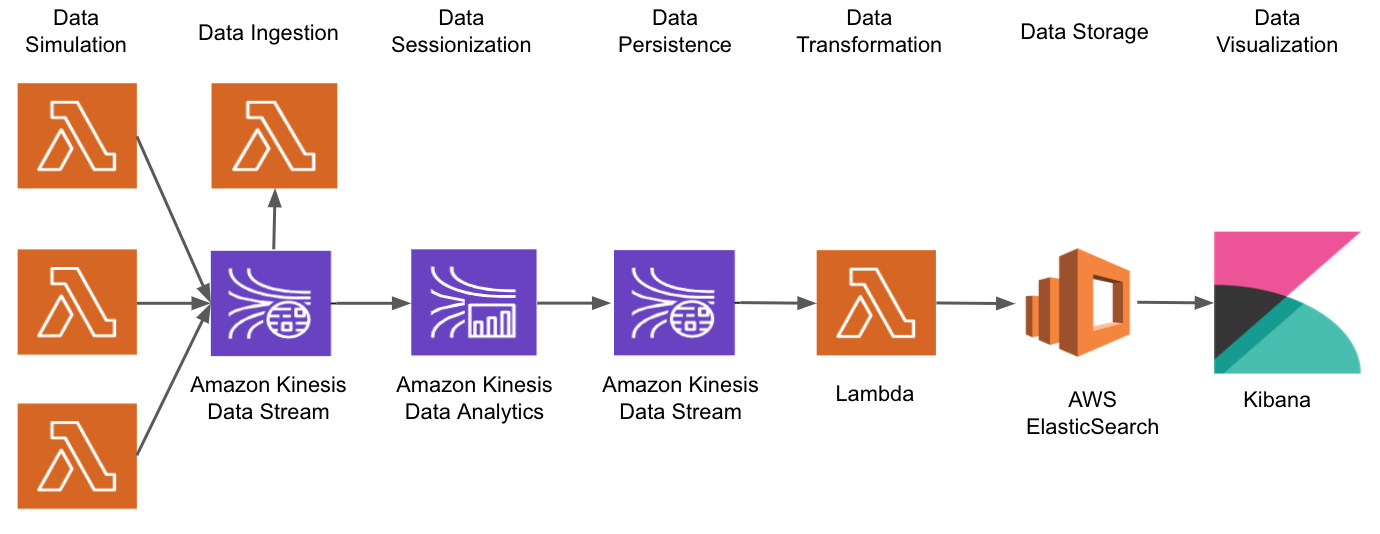 Data
Simulation
Data Ingestion
Data
Sessionization
Data
Persistence
Data
Transformation
Data Storage
Data
Visualization
Amazon Kinesis
Data Stream
Amazon Kinesis
Data Analytics
Amazon Kinesis
Data Stream
Lambda
AWS
ElasticSearch
Kibana